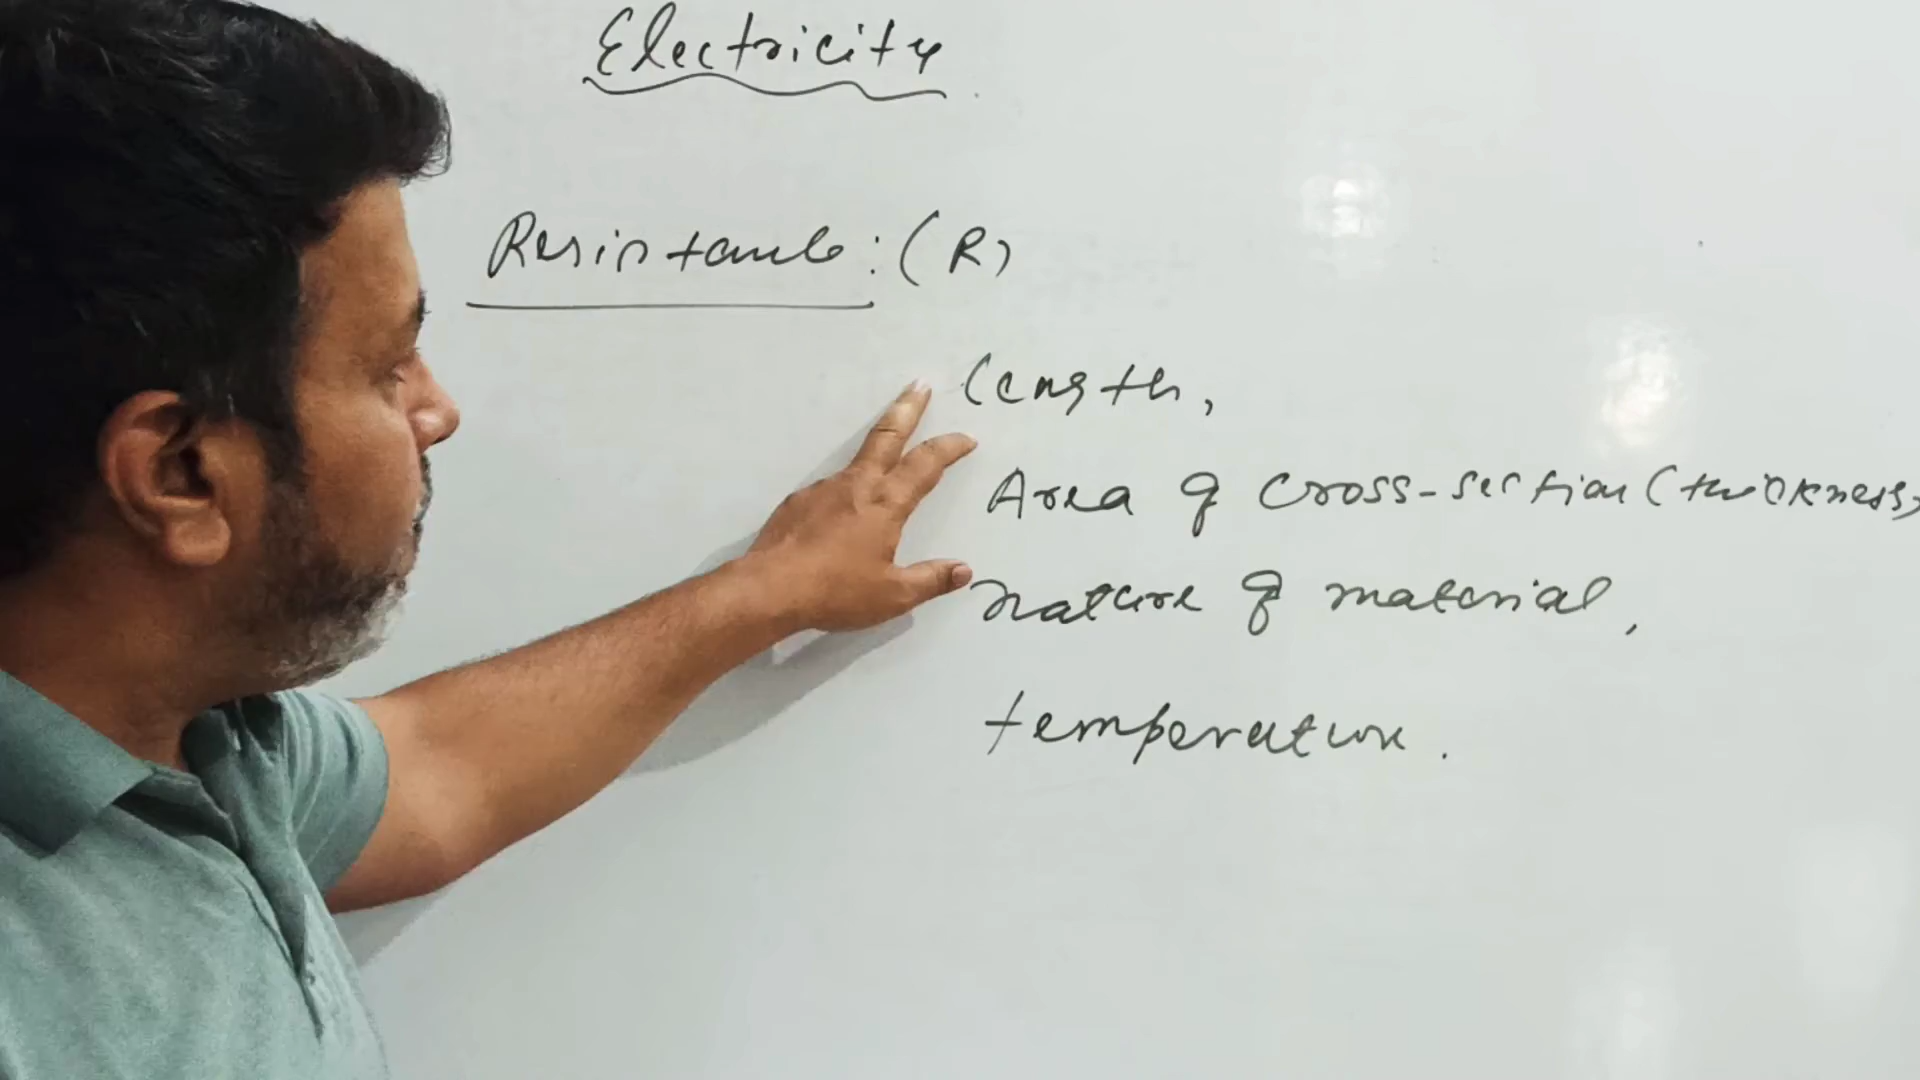 Electricity
Resistance: (R)
Length,
Area of cross-section (thickness)
nature of material,
temperature.